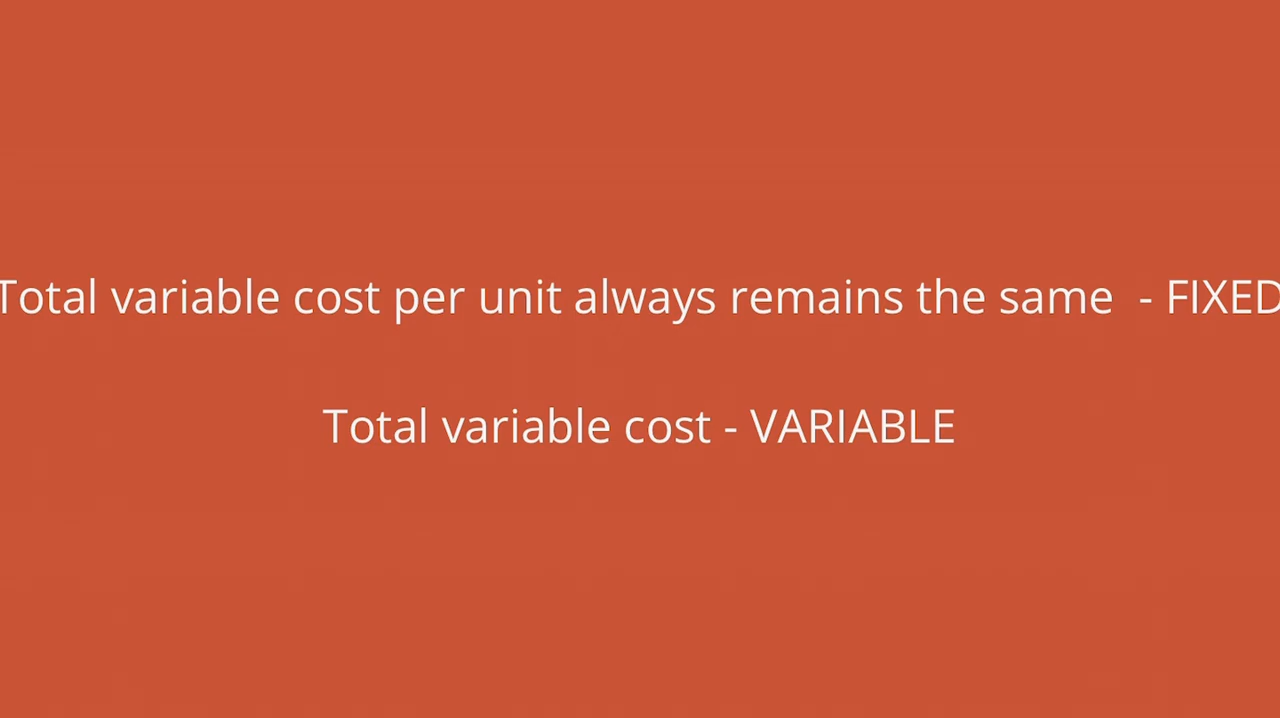 Total variable cost per unit always remains the same - FIXED
Total variable cost - VARIABLE